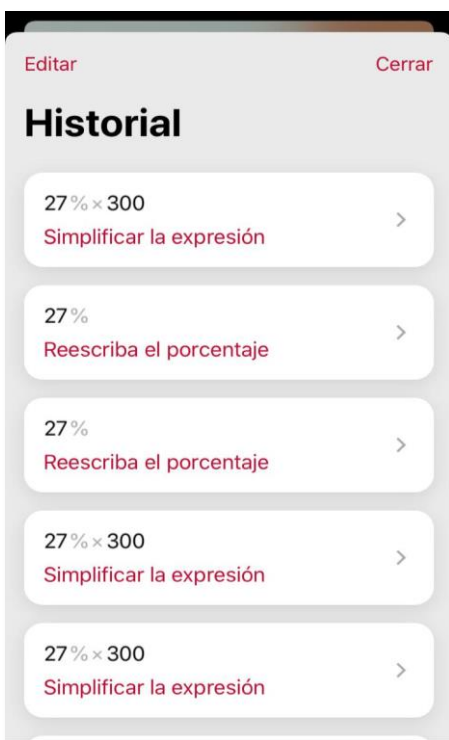 Editar
Cerrar
Historial
27%×300
Simplificar la expresión
27%
Reescriba el porcentaje
27%
Reescriba el porcentaje
27%×300
Simplificar la expresión
27%×300
Simplificar la expresión